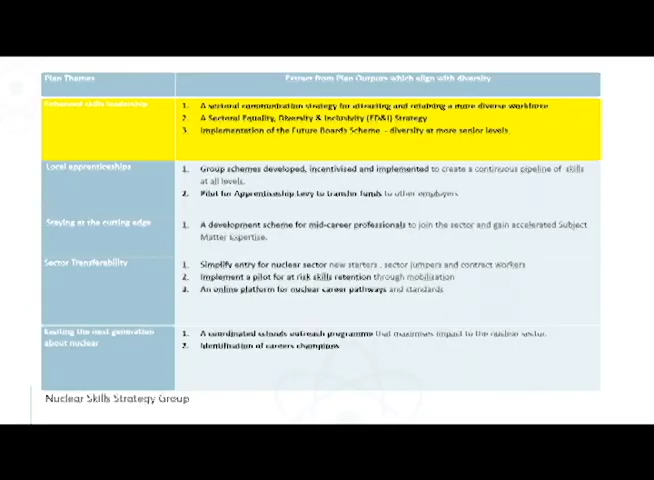 Plan Themes
Extract from Plan Outputs which align with diversity
Enhanced skills leadership
1. A sectoral communication strategy for attracting and retaining a more diverse workforce
2. A Sectoral Equality, Diversity & Inclusivity (ED&I) Strategy
3. Implementation of the Future Boards Scheme - diversity at more senior levels.
Local apprenticeships
1. Group schemes developed, incentivised and implemented to create a continuous pipeline of skills
at all levels.
2. Pilot for Apprenticeship Levy to transfer funds to other employers
Staying at the cutting edge
1. A development scheme for mid-career professionals to join the sector and gain accelerated Subject
Matter Expertise.
Sector Transferability
1. Simplify entry for nuclear sector new starters, sector jumpers and contract workers
2. Implement a pilot for at risk skills retention through mobilisation
3. An online platform for nuclear career pathways and standards
Exciting the next generation
about nuclear
1. A coordinated schools outreach programme that maximises impact to the nuclear sector.
2. Identification of careers champions
Nuclear Skills Strategy Group